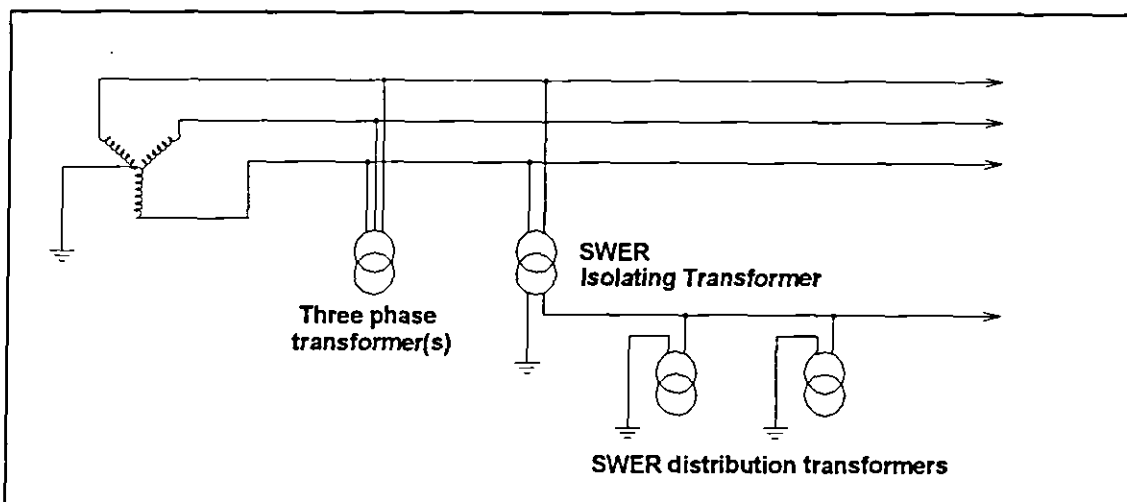 SWER
Isolating Transformer
Three phase
transformer(s)
SWER distribution transformers